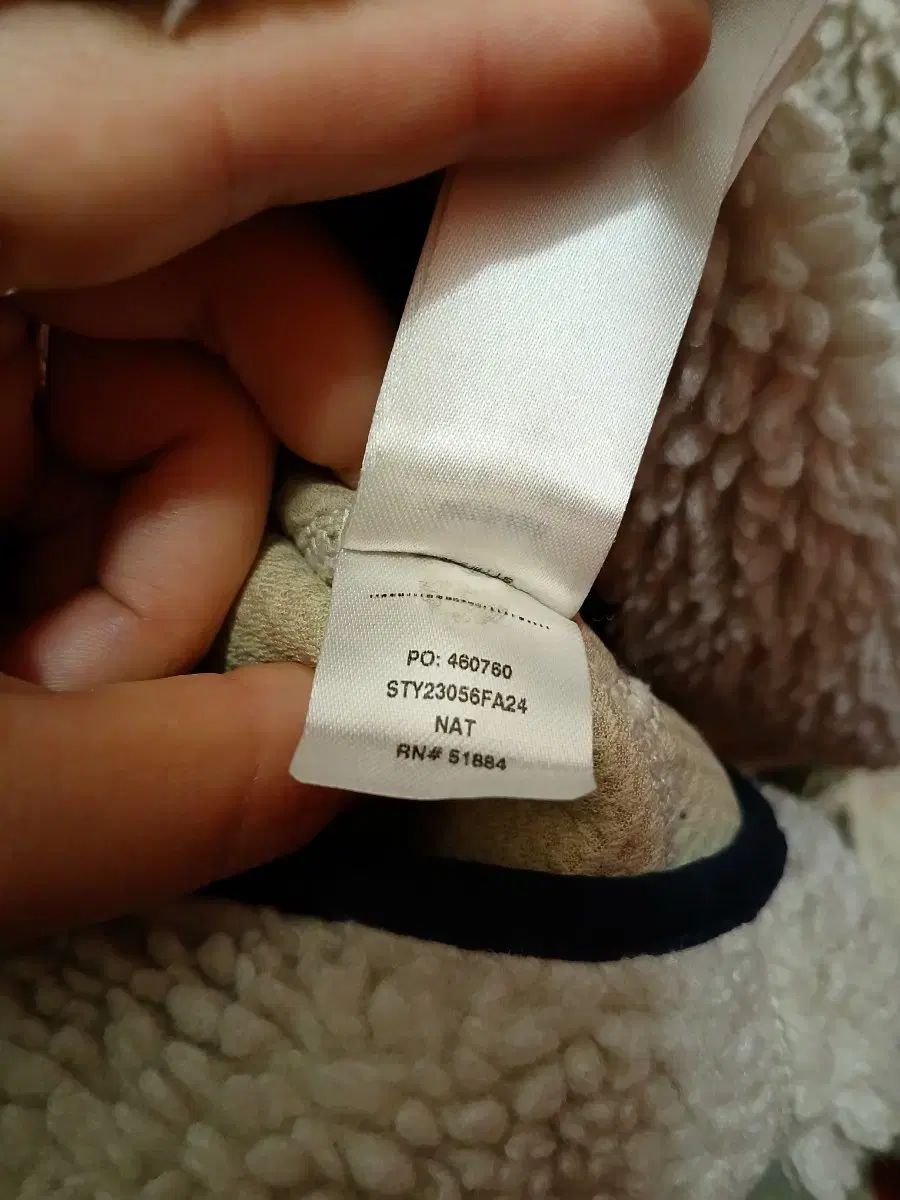 PO: 460760
STY23056FA24
NAT
RN# 51884